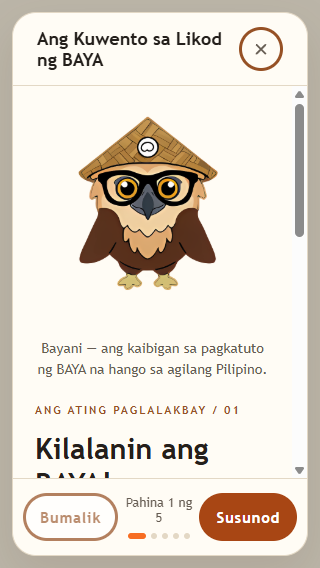 Ang Kuwento sa Likod
ng BAYA
Bayani — ang kaibigan sa pagkatuto
ng BAYA na hango sa agilang Pilipino.
ANG ATING PAGLALAKBAY / 01
Kilalanin ang
BAYA!
Bumalik
Pahina 1 ng
5
Susunod